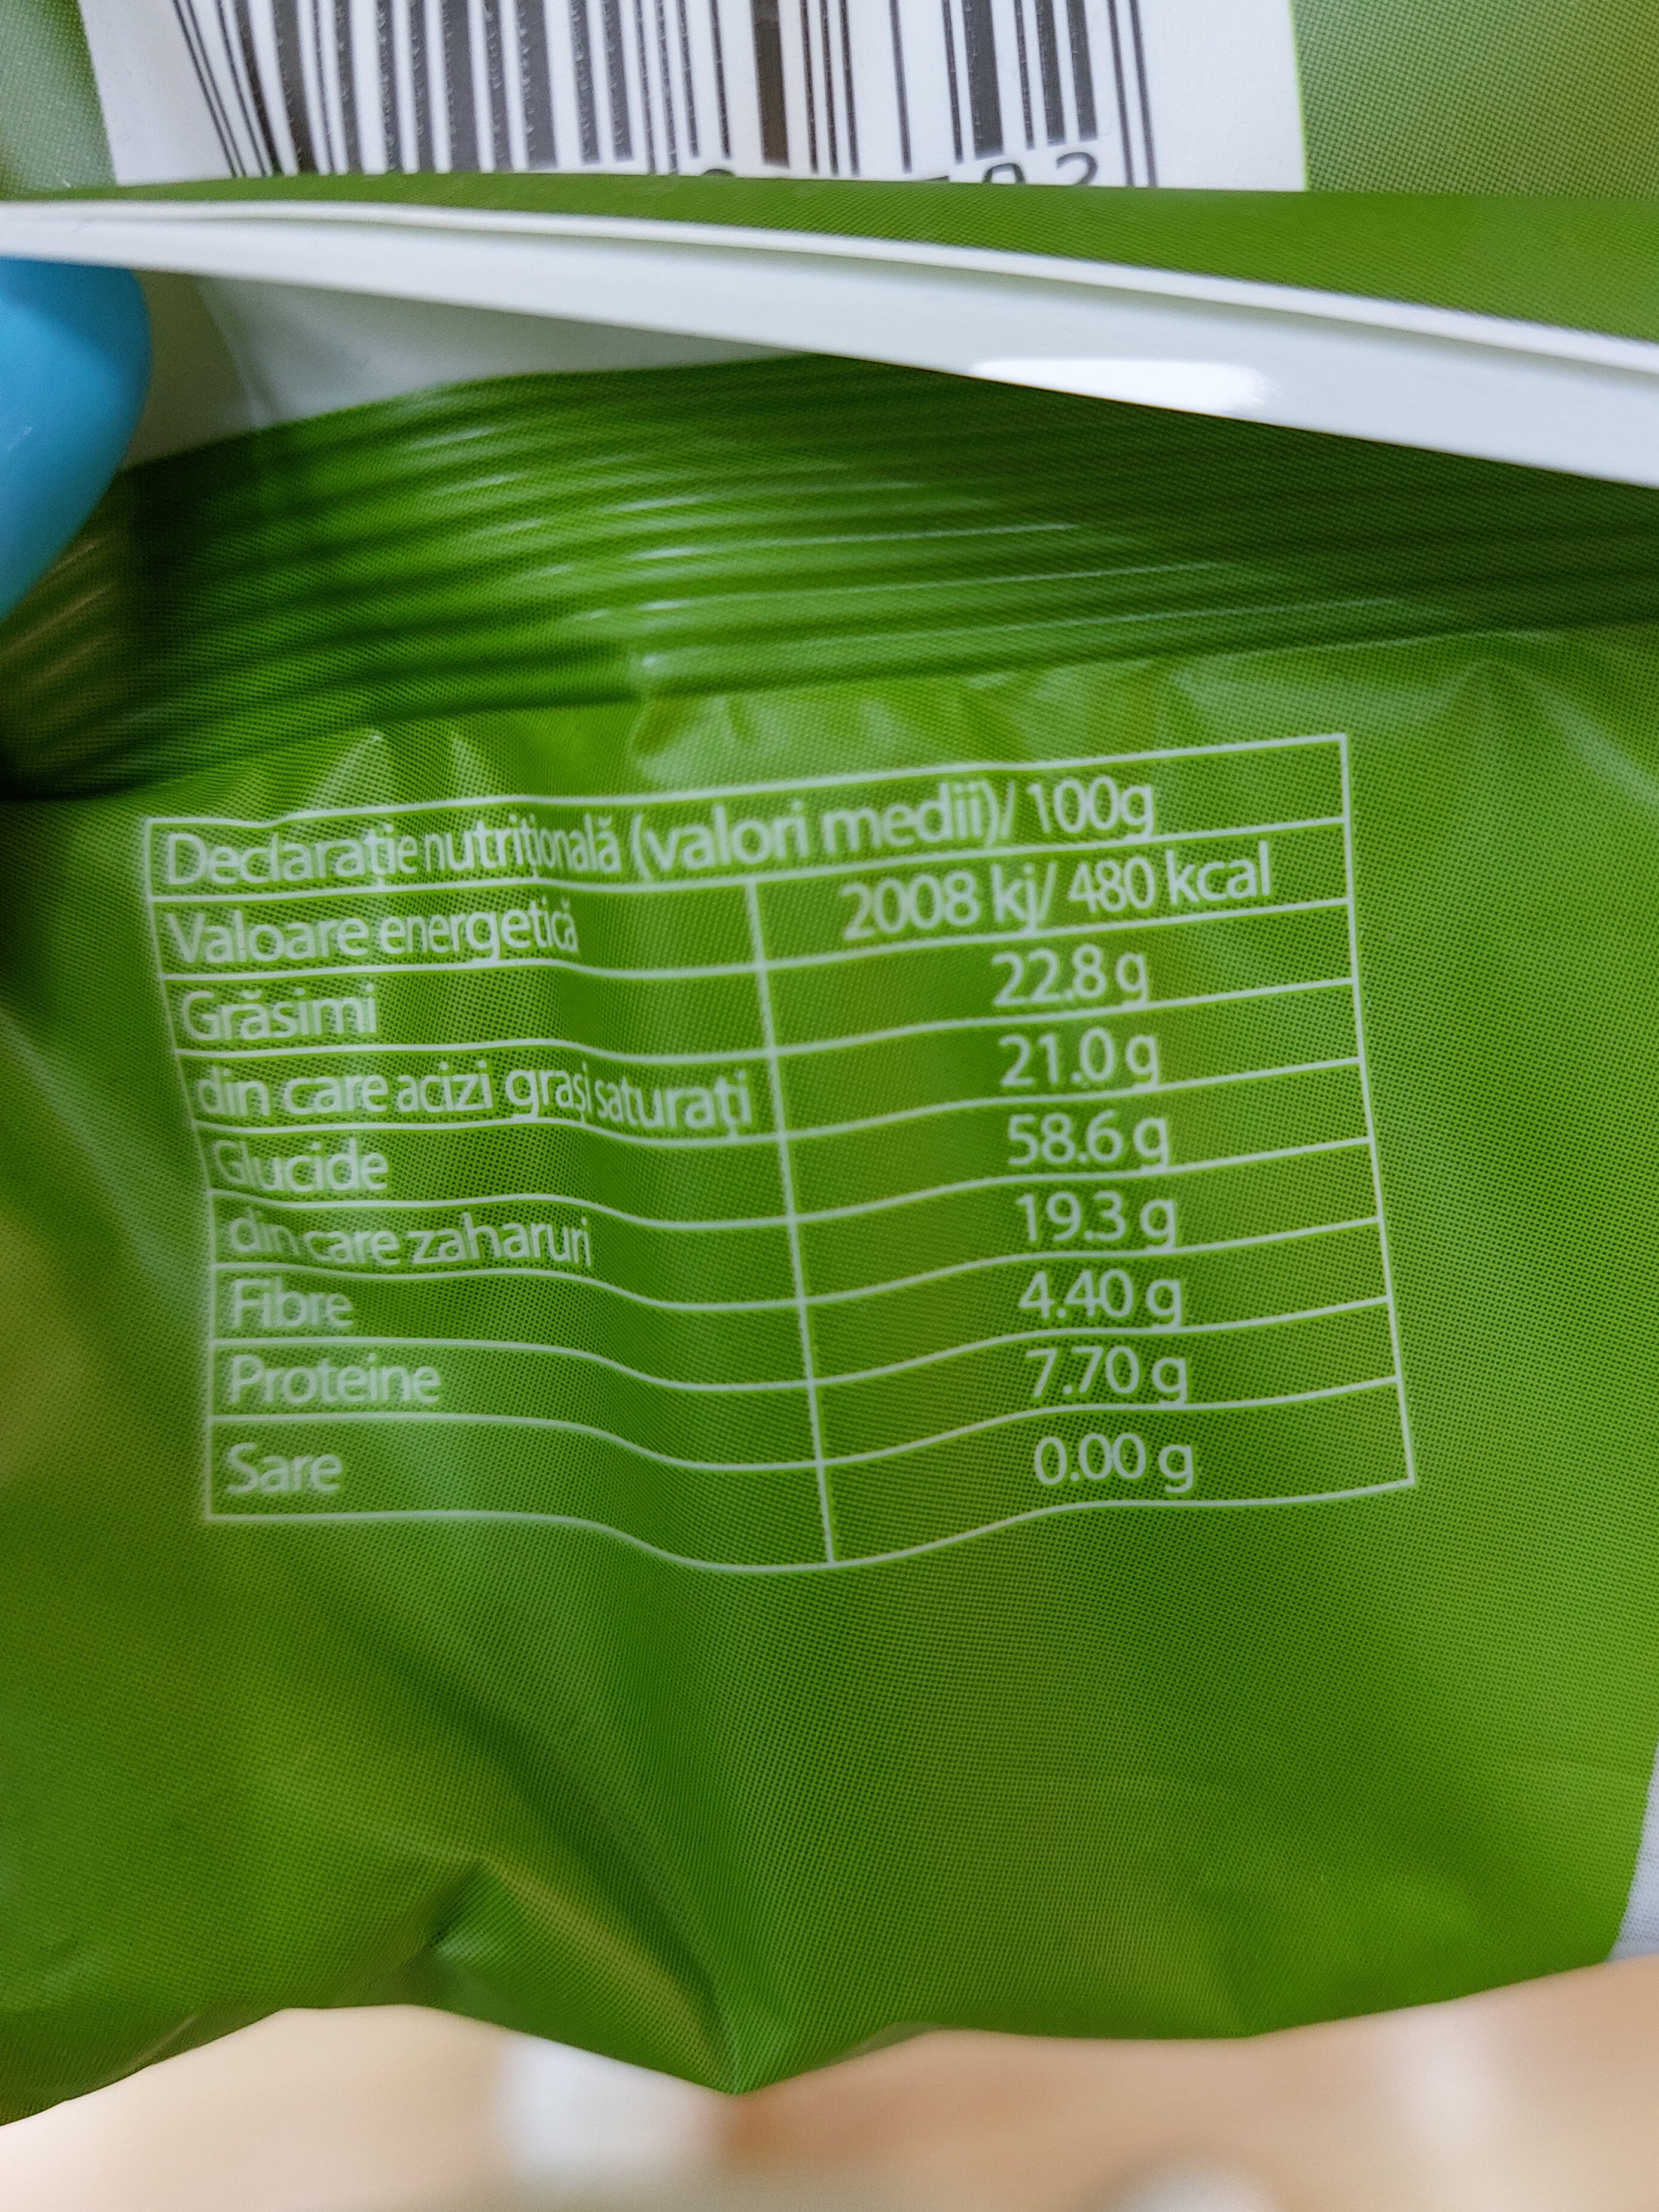 Declarație nutrițională (valori medii)/ 100g
Valoare energetică 2008 kj/ 480 kcal
Grăsimi 22.8 g
din care acizi grași saturați 21.0 g
Glucide 58.6 g
din care zaharuri 19.3 g
Fibre 4.40 g
Proteine 7.70 g
Sare 0.00 g